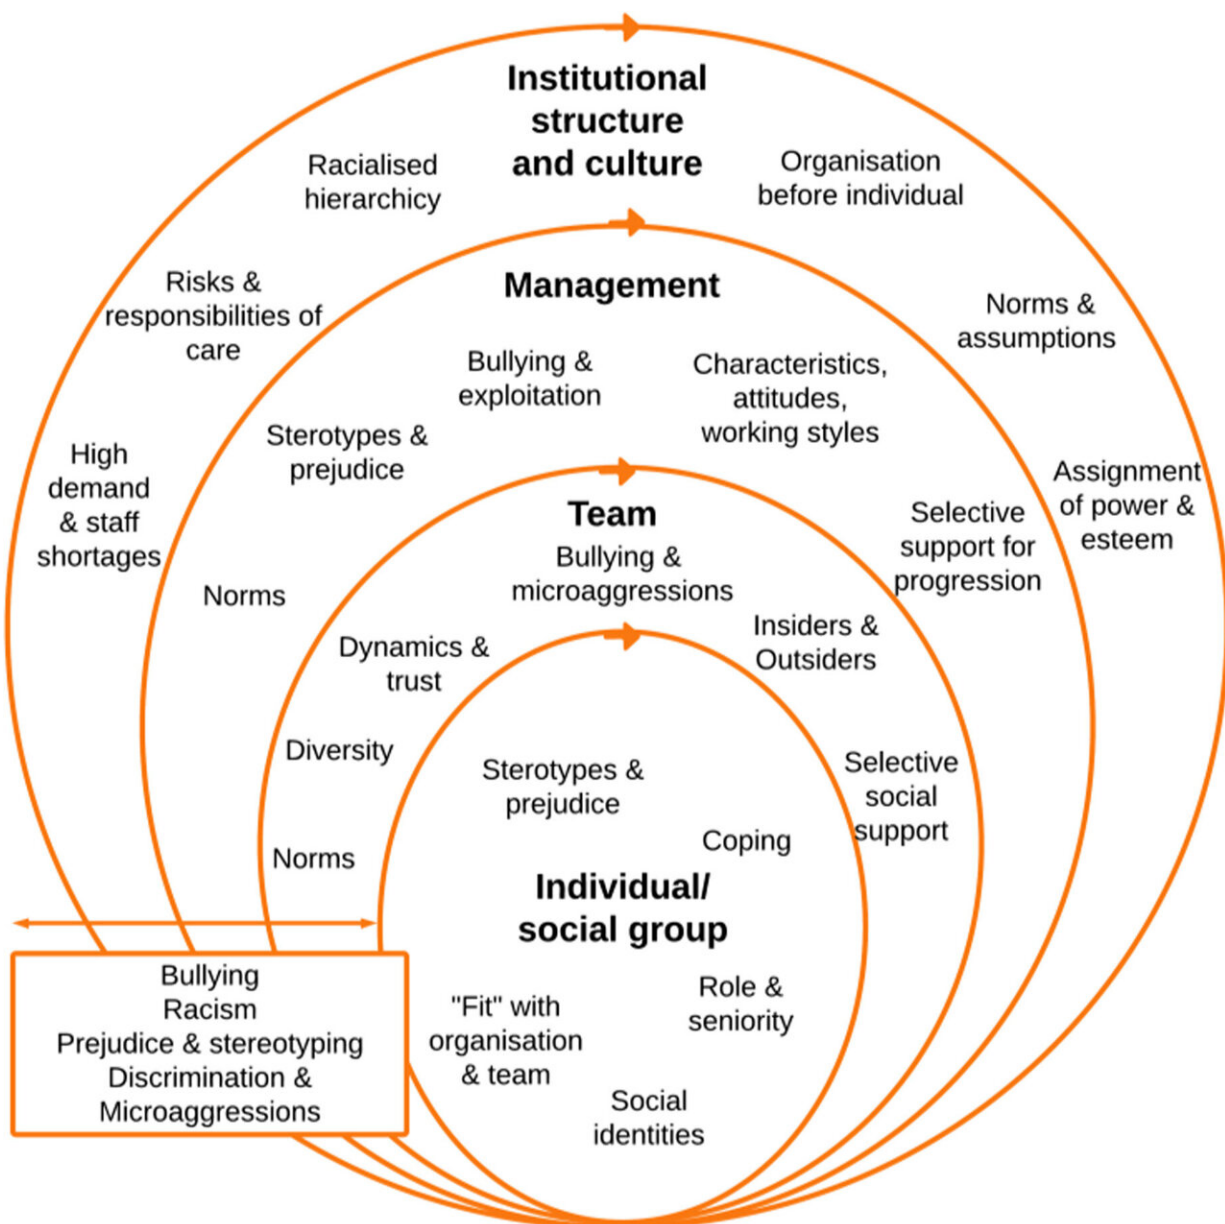 Institutional
structure
and culture
Racialised
hierarchicy
Organisation
before individual
Risks &
responsibilities of
care
Norms &
assumptions
High
demand
& staff
shortages
Assignment
of power &
esteem
Management
Bullying &
exploitation
Characteristics,
attitudes,
working styles
Sterotypes &
prejudice
Selective
support for
progression
Norms
Team
Bullying &
microaggressions
Dynamics &
trust
Insiders &
Outsiders
Diversity
Selective
social
support
Norms
Sterotypes &
prejudice
Coping
Individual/
social group
"Fit" with
organisation
& team
Role &
seniority
Social
identities
Bullying
Racism
Prejudice & stereotyping
Discrimination &
Microaggressions